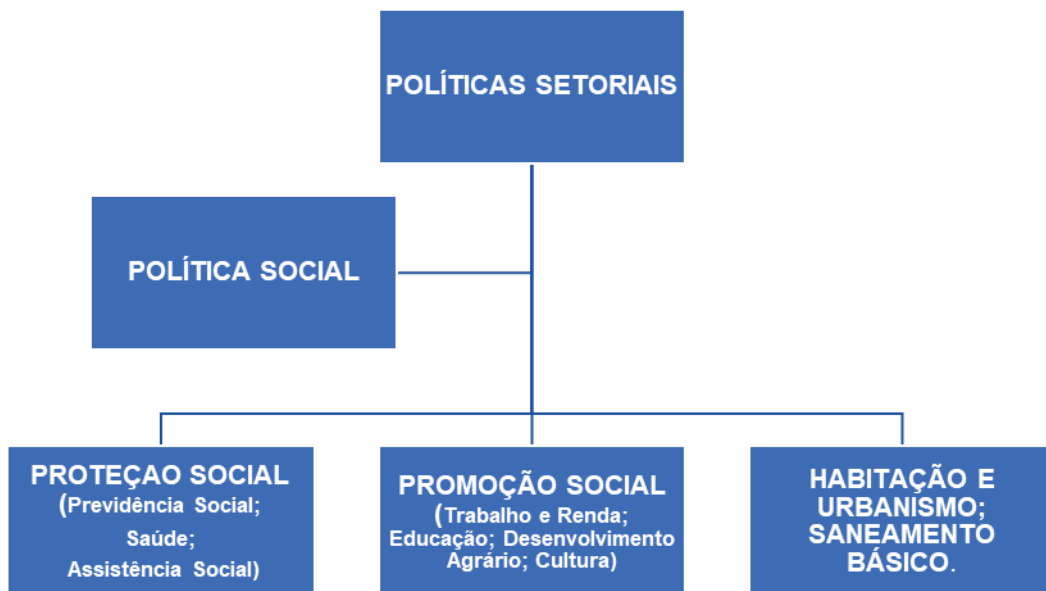 POLÍTICAS SETORIAIS
POLÍTICA SOCIAL
PROTEÇAO SOCIAL
(Previdência Social;
Saúde;
Assistência Social)
PROMOÇÃO SOCIAL
(Trabalho e Renda;
Educação; Desenvolvimento
Agrário; Cultura)
HABITAÇÃO E
URBANISMO;
SANEAMENTO
BÁSICO.